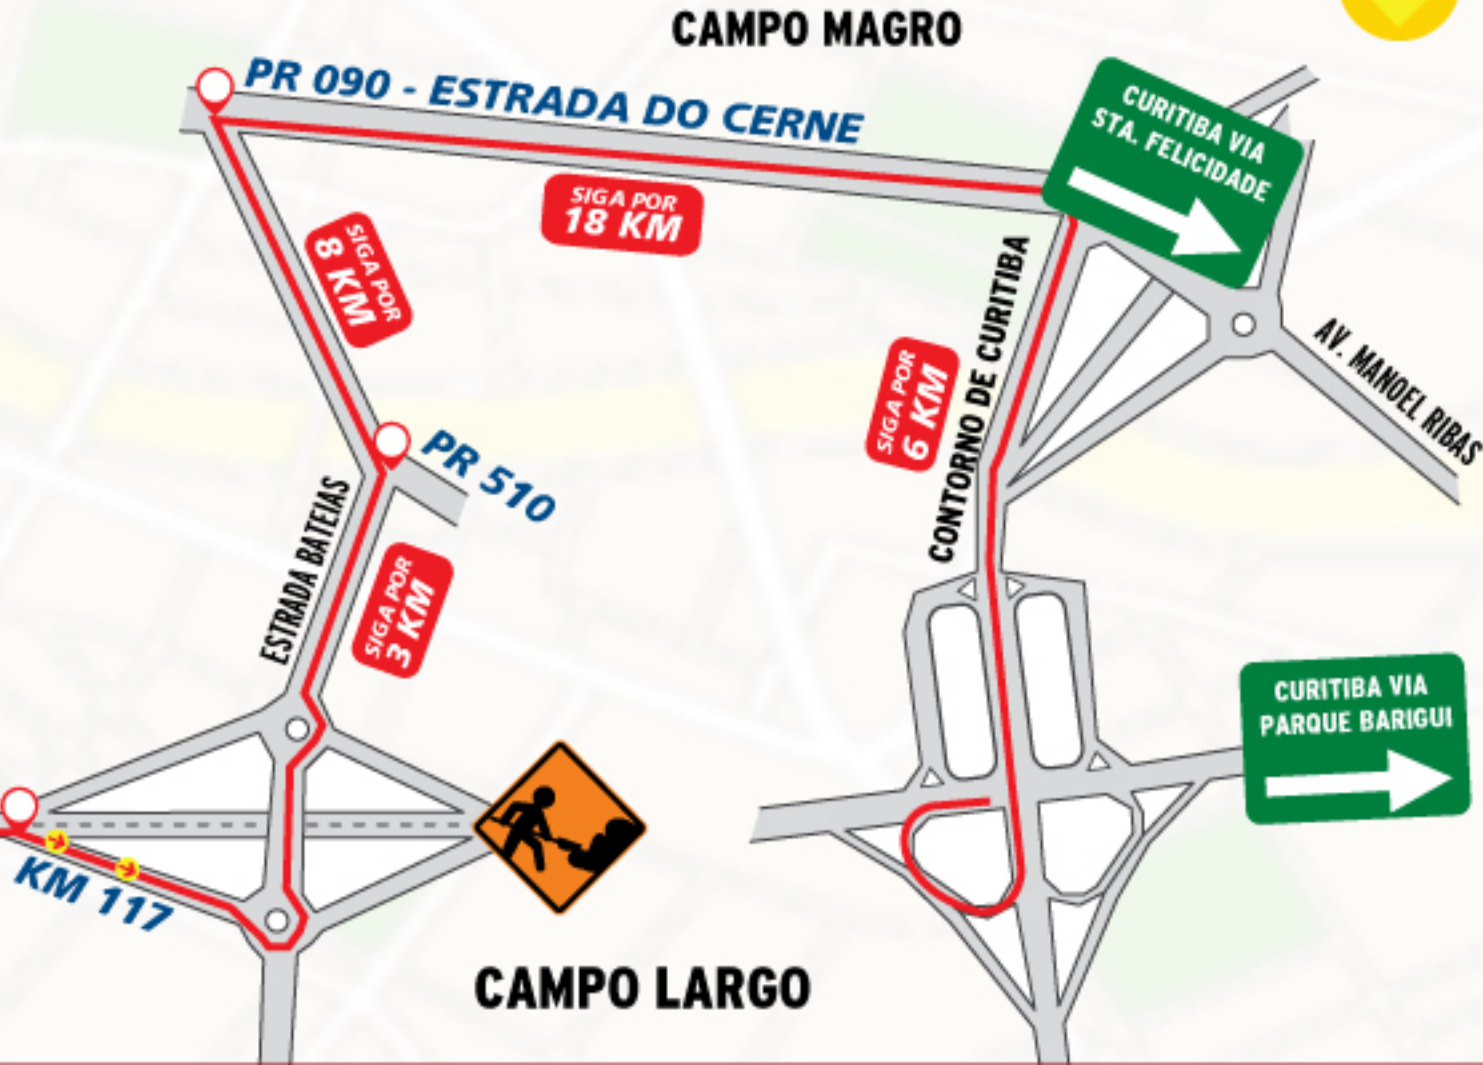 CAMPO MAGRO
PR 090 - ESTRADA DO CERNE
CURITIBA VIA
STA. FELICIDADE
SIGA POR
18 KM
SIGA POR
8 KM
CONTORNO DE CURITIBA
AV. MANOEL RIBAS
SIGA POR
6 KM
PR 510
ESTRADA BATEIAS
SIGA POR
3 KM
CURITIBA VIA
PARQUE BARIGUI
KM 117
CAMPO LARGO